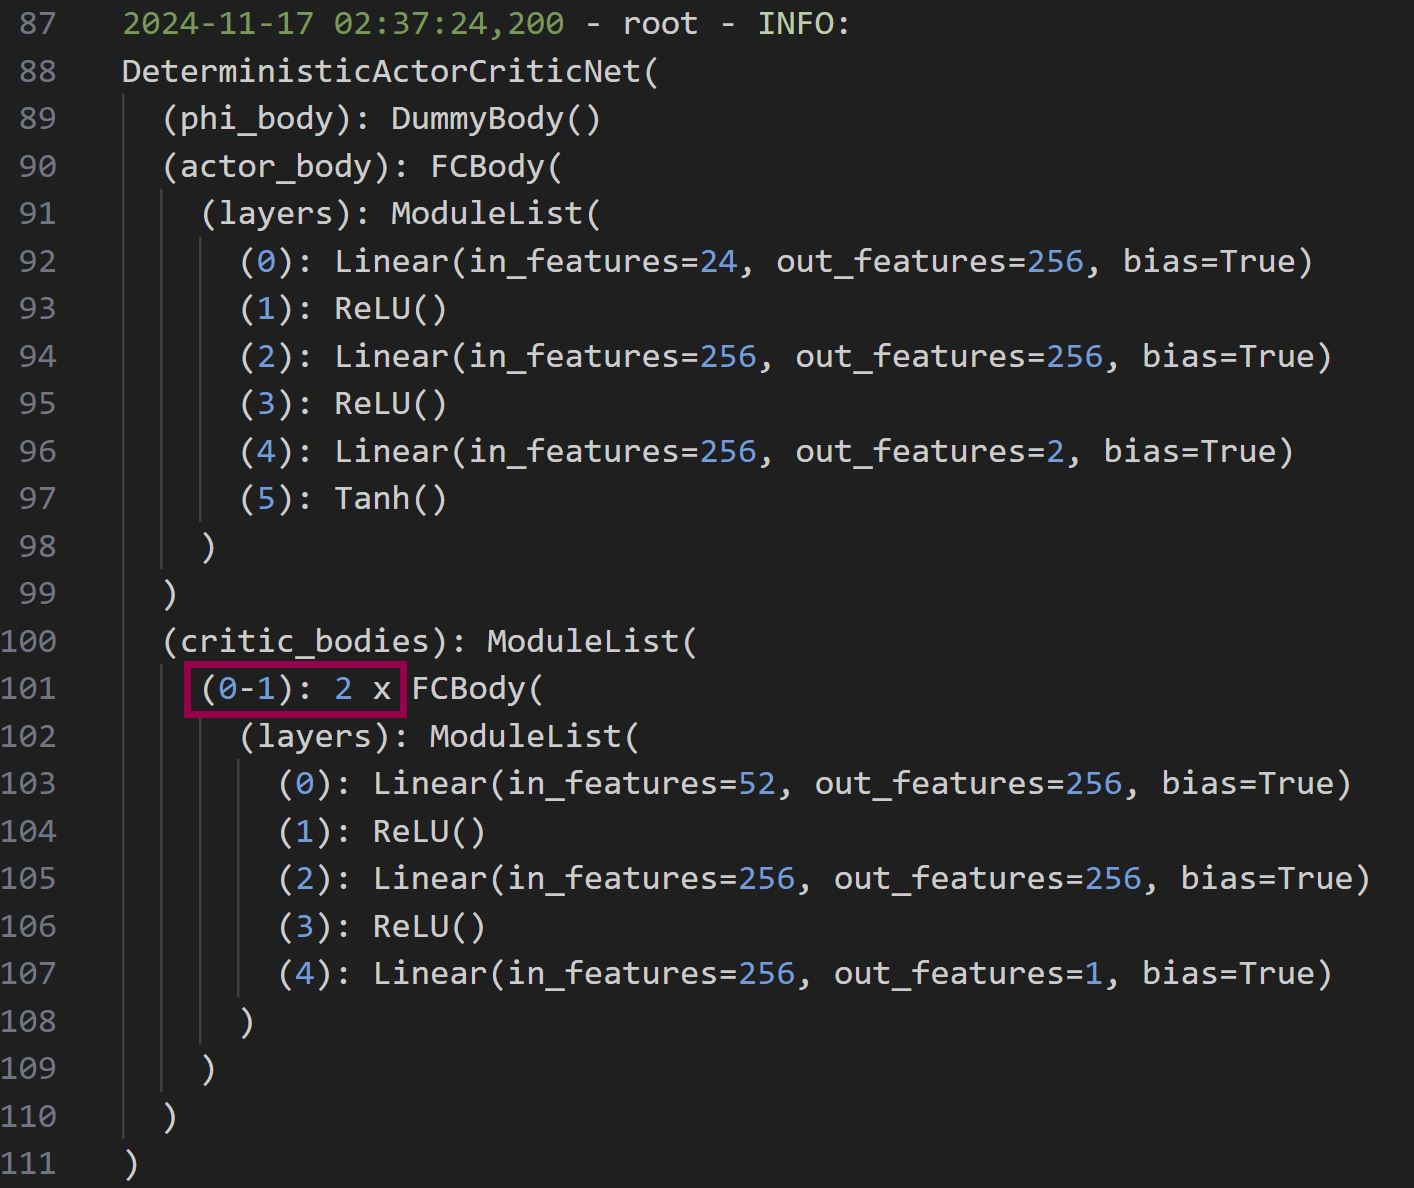 87 2024-11-17 02:37:24,200 - root - INFO:
88 DeterministicActorCriticNet(
89 (phi_body): DummyBody()
90 (actor_body): FCBody(
91 (layers): ModuleList(
92 (0): Linear(in_features=24, out_features=256, bias=True)
93 (1): ReLU()
94 (2): Linear(in_features=256, out_features=256, bias=True)
95 (3): ReLU()
96 (4): Linear(in_features=256, out_features=2, bias=True)
97 (5): Tanh()
98 )
99 )
100 (critic_bodies): ModuleList(
101 (0-1): 2 x FCBody(
102 (layers): ModuleList(
103 (0): Linear(in_features=52, out_features=256, bias=True)
104 (1): ReLU()
105 (2): Linear(in_features=256, out_features=256, bias=True)
106 (3): ReLU()
107 (4): Linear(in_features=256, out_features=1, bias=True)
108 )
109 )
110 )
111 )